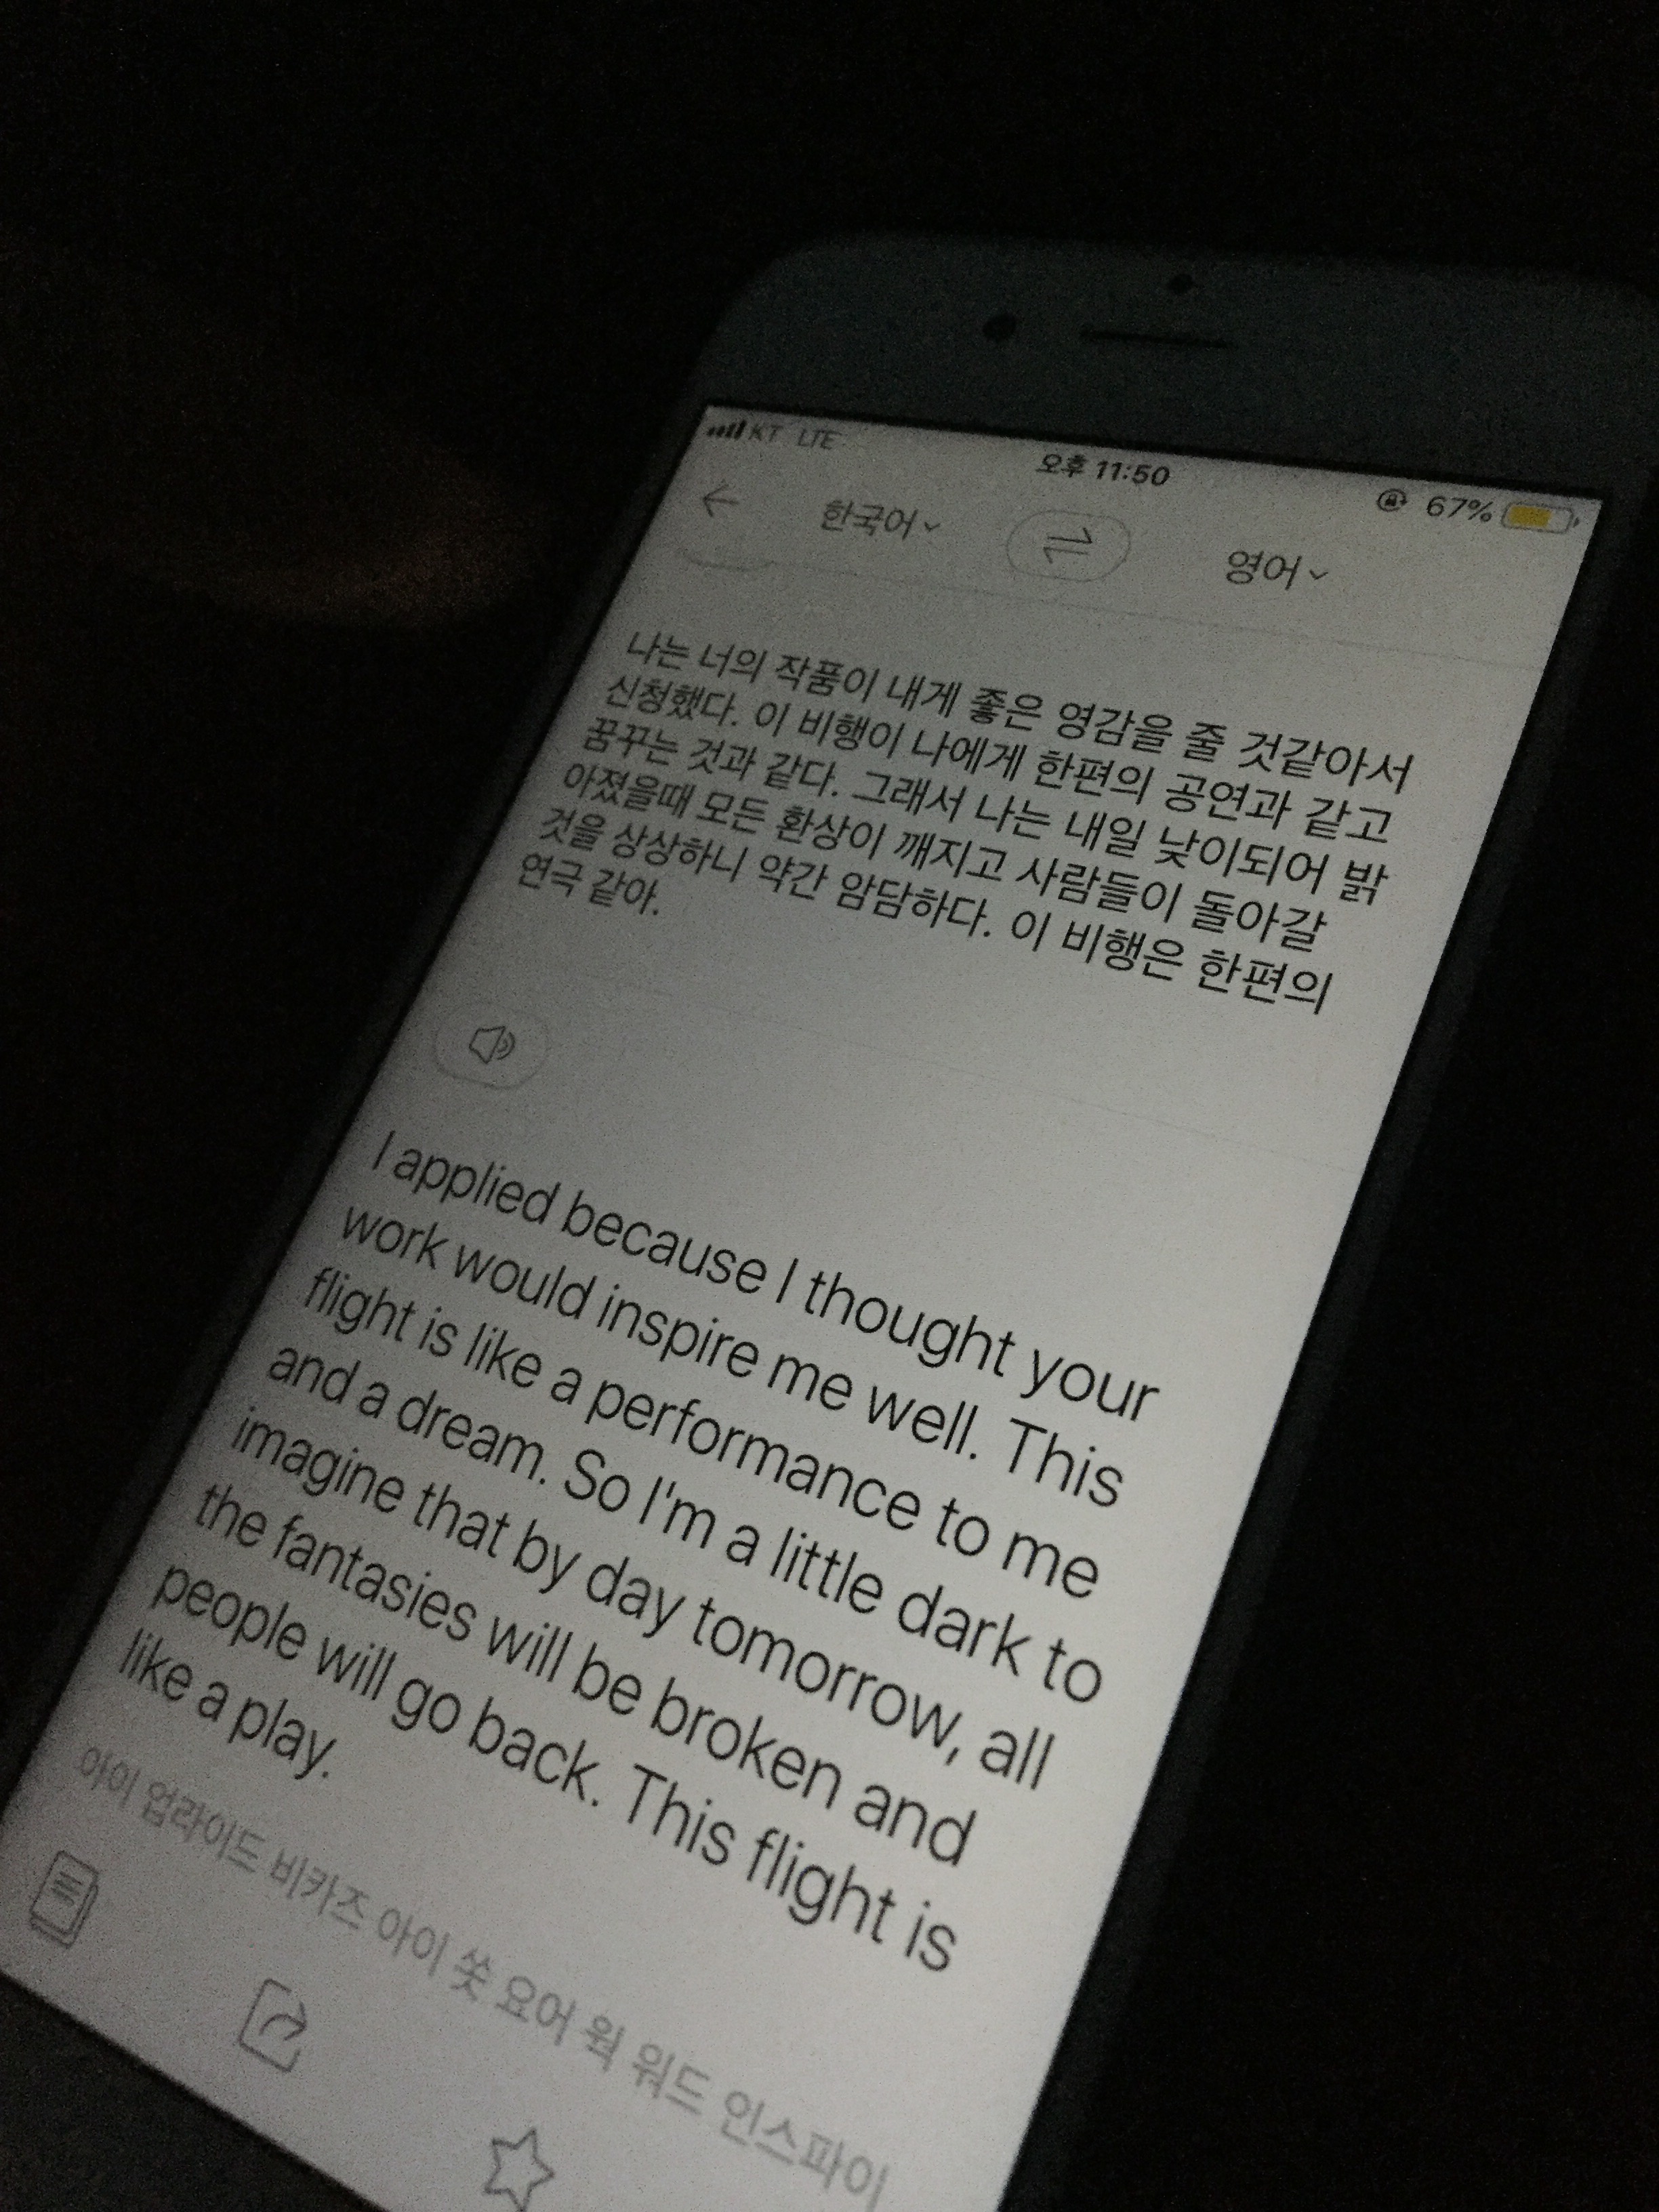 KT LTE
오후 11:50
67%
한국어
영어
나는 너의 작품이 내게 좋은 영감을 줄 것같아서
신청했다. 이 비행이 나에게 한편의 공연과 같고
꿈꾸는 것과 같다. 그래서 나는 내일 낮이되어 밝
아졌을때 모든 환상이 깨지고 사람들이 돌아갈
것을 상상하니 약간 암담하다. 이 비행은 한편의
연극 같아.
I applied because I thought your
work would inspire me well. This
flight is like a performance to me
and a dream. So I'm a little dark to
imagine that by day tomorrow, all
the fantasies will be broken and
people will go back. This flight is
like a play.
아이 업라이드 비카즈 아이 쏫 요어 웍 워드 인스파이